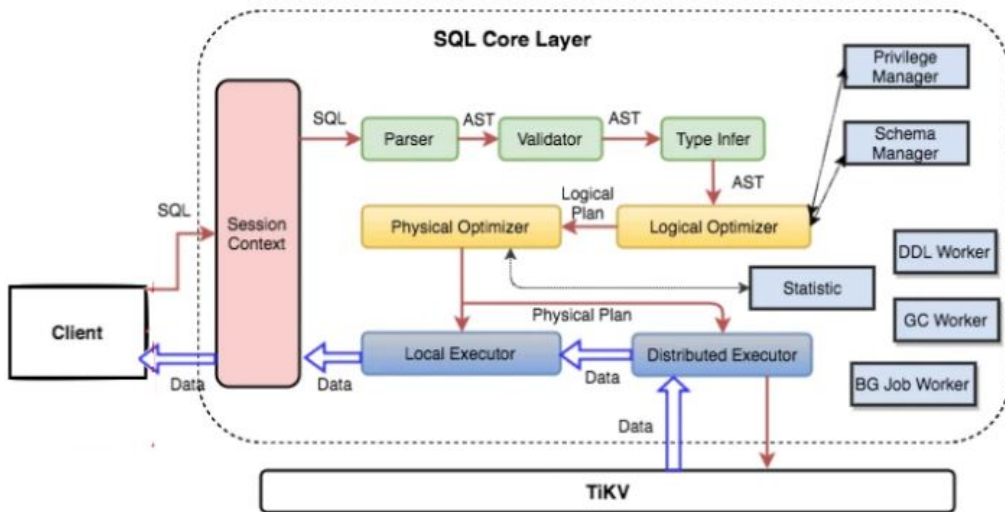 SQL Core Layer
Privilege
Manager
SQL
Parser
AST
Validator
AST
Type Infer
Schema
Manager
AST
SQL
Session
Context
Logical
Plan
Physical Optimizer
Logical Optimizer
DDL Worker
Statistic
GC Worker
Client
Physical Plan
Local Executor
Distributed Executor
Data
Data
Data
BG Job Worker
Data
TiKV